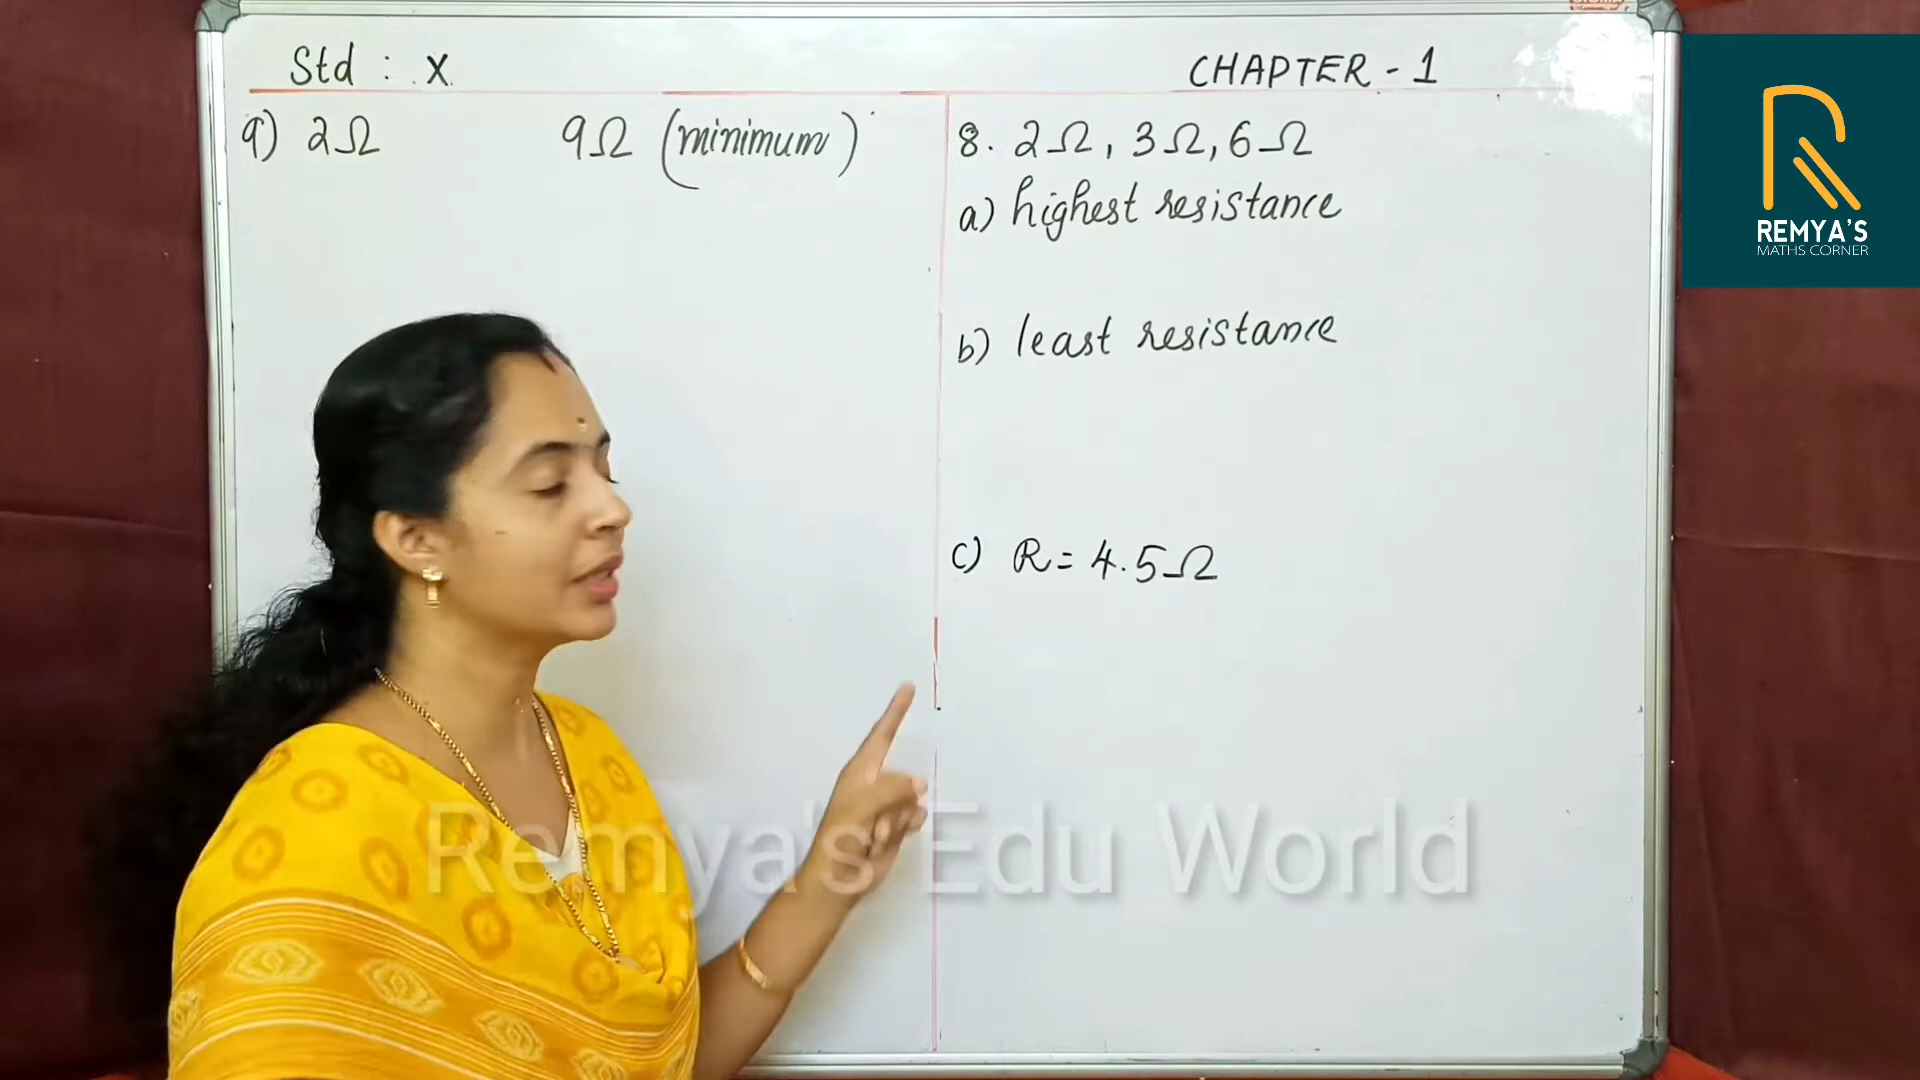 Std : X
CHAPTER - 1
9) 2Ω 9Ω (minimum)
8. 2Ω, 3Ω, 6Ω
a) highest resistance
b) least resistance
c) R = 4.5Ω
REMYA'S
MATHS CORNER
Remya's Edu World